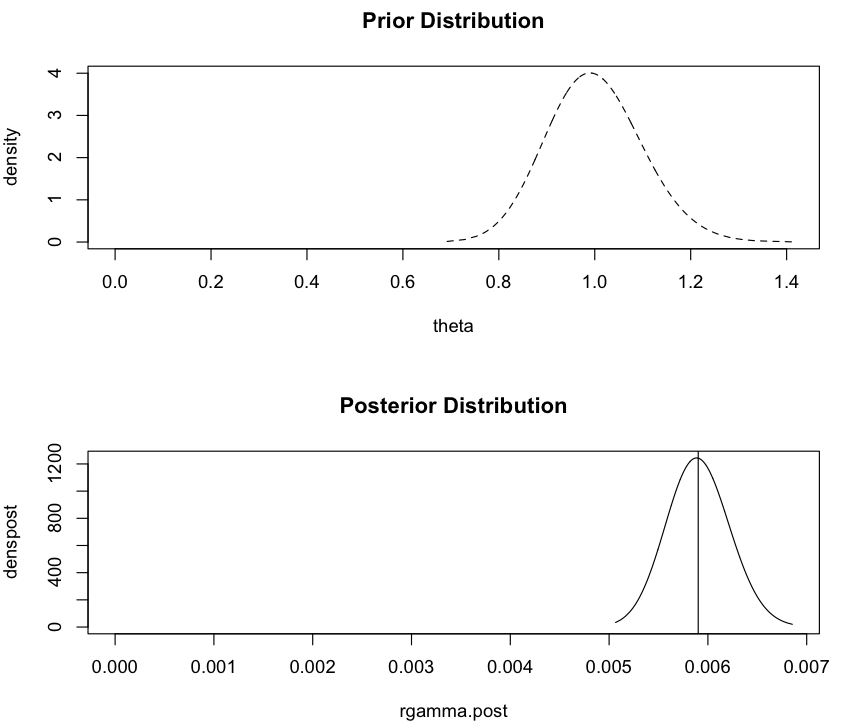 Prior Distribution
density
4
3
2
1
0
0.0 0.2 0.4 0.6 0.8 1.0 1.2 1.4
theta
Posterior Distribution
denspost
1200
800
400
0
0.000 0.001 0.002 0.003 0.004 0.005 0.006 0.007
rgamma.post